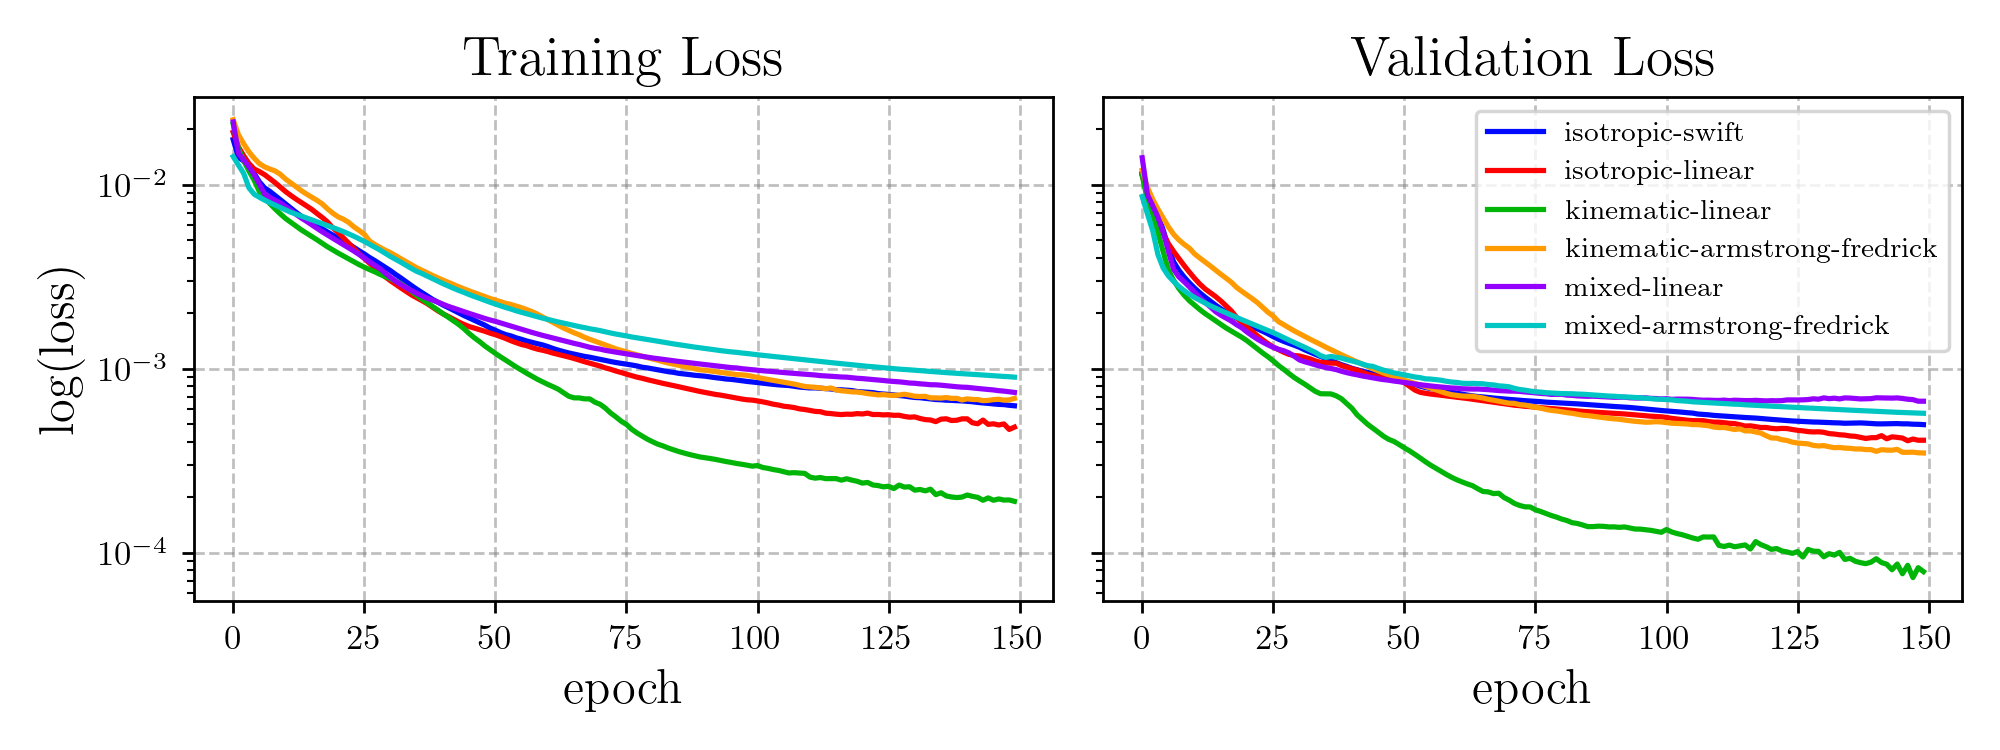 Training Loss
Validation Loss
log(loss)
10⁻²
10⁻³
10⁻⁴
0 25 50 75 100 125 150
epoch
isotropic-swift
isotropic-linear
kinematic-linear
kinematic-armstrong-fredrick
mixed-linear
mixed-armstrong-fredrick
0 25 50 75 100 125 150
epoch